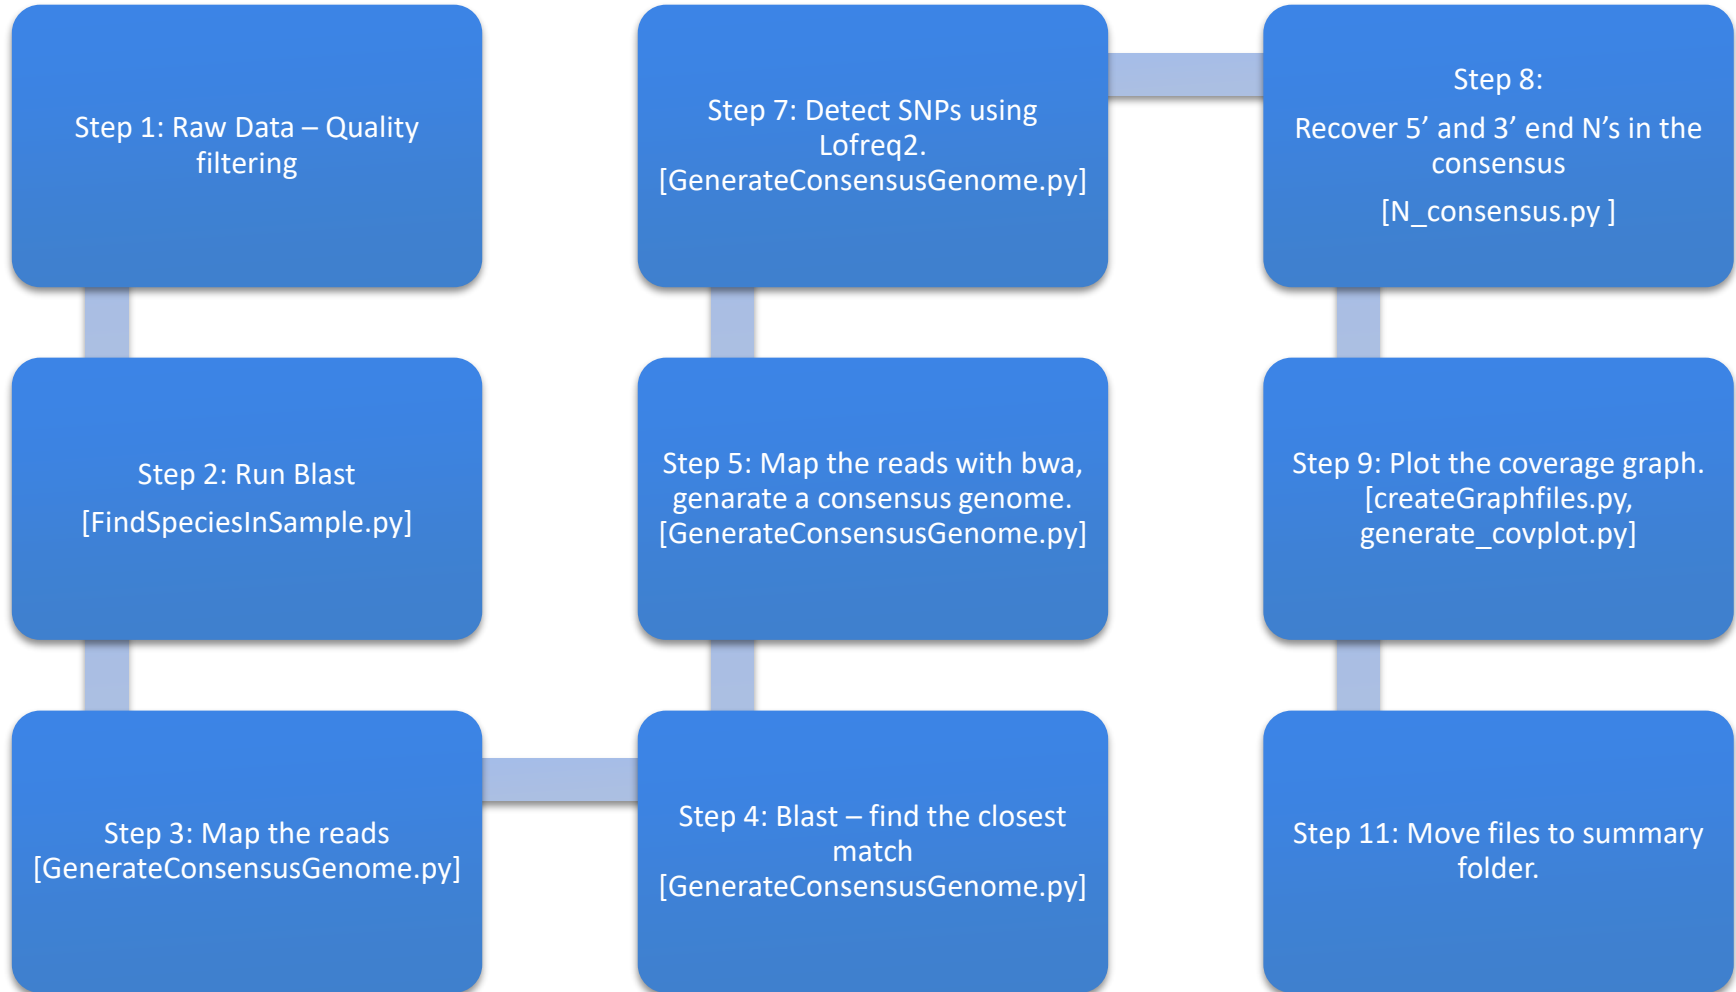 Step 1: Raw Data – Quality
filtering
Step 2: Run Blast
[FindSpeciesInSample.py]
Step 3: Map the reads
[GenerateConsensusGenome.py]
Step 4: Blast – find the closest
match
[GenerateConsensusGenome.py]
Step 5: Map the reads with bwa,
genarate a consensus genome.
[GenerateConsensusGenome.py]
Step 7: Detect SNPs using
Lofreq2.
[GenerateConsensusGenome.py]
Step 8:
Recover 5’ and 3’ end N’s in the
consensus
[N_consensus.py ]
Step 9: Plot the coverage graph.
[createGraphfiles.py,
generate_covplot.py]
Step 11: Move files to summary
folder.